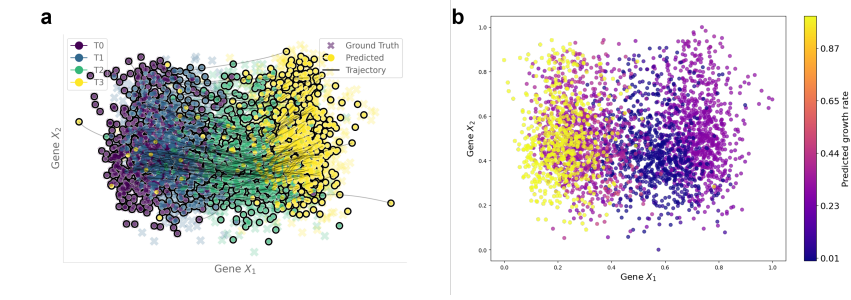 a
T0
T1
T2
T3
Ground Truth
Predicted
Trajectory
Gene X₂
Gene X₁
b
1.0
0.8
0.6
0.4
0.2
0.0
Gene X₂
0.0 0.2 0.4 0.6 0.8 1.0
Gene X₁
0.87
0.65
0.44
0.23
0.01
Predicted growth rate